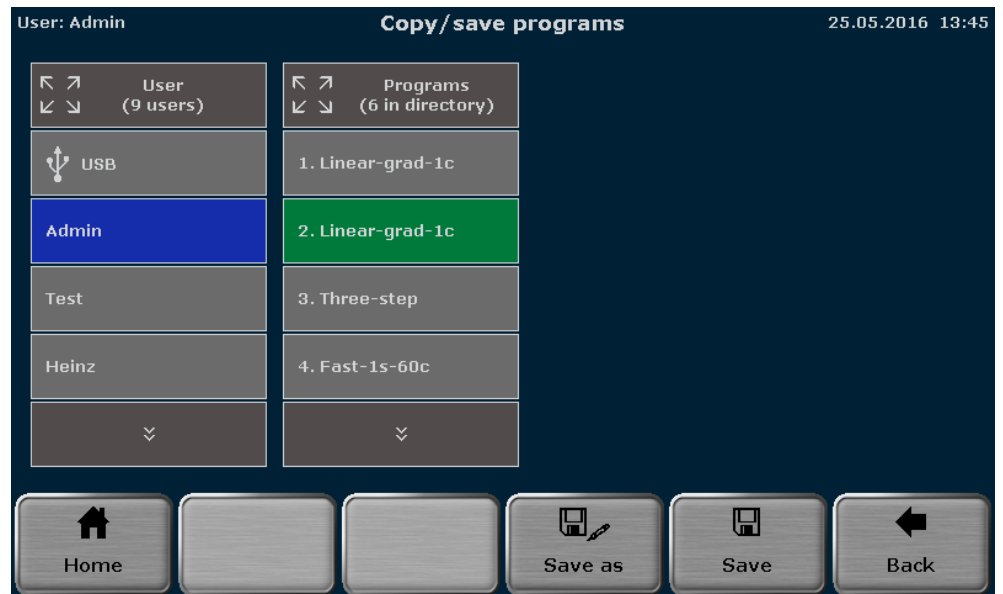 User: Admin
Copy/save programs
25.05.2016 13:45
User
(9 users)
Programs
(6 in directory)
USB
1. Linear-grad-1c
Admin
2. Linear-grad-1c
Test
3. Three-step
Heinz
4. Fast-1s-60c
Home
Save as
Save
Back